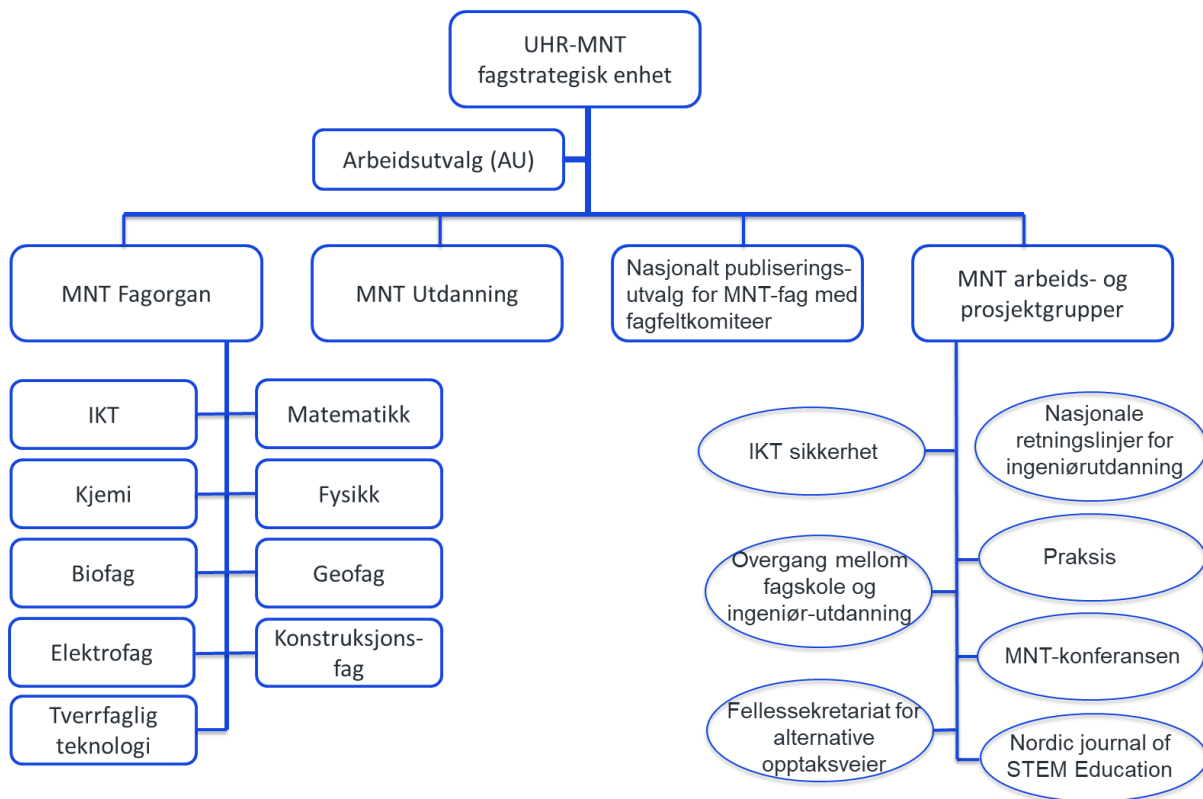 UHR-MNT
fagstrategisk enhet
Arbeidsutvalg (AU)
MNT Fagorgan
MNT Utdanning
Nasjonalt publiserings-
utvalg for MNT-fag med
fagfeltkomiteer
MNT arbeids- og
prosjektgrupper
IKT
Matematikk
Kjemi
Fysikk
Biofag
Geofag
Elektrofag
Konstruksjons-
fag
Tverrfaglig
teknologi
IKT sikkerhet
Nasjonale
retningslinjer for
ingeniørutdanning
Overgang mellom
fagskole og
ingeniør-utdanning
Praksis
MNT-konferansen
Fellessekretariat for
alternative
opptaksveier
Nordic journal of
STEM Education